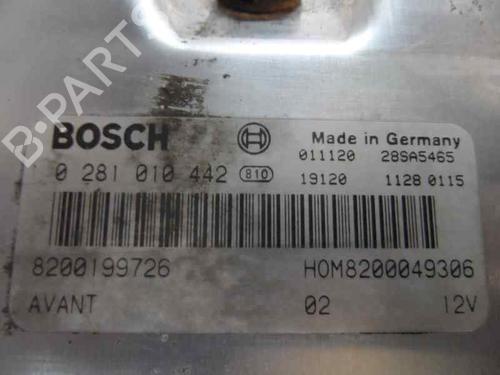 B-PARTS
BOSCH
Made in Germany
0 281 010 442 810
011120 28SA5465
19120 1128 0115
8200199726 HOM8200049306
AVANT 02 12V